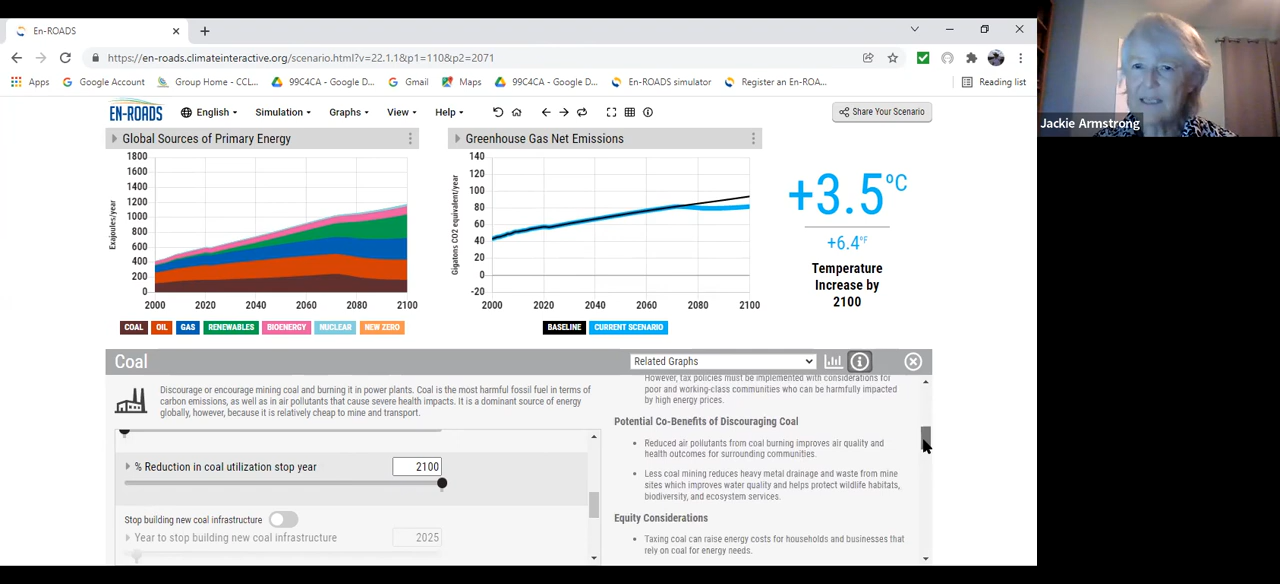 En-ROADS
https://en-roads.climateinteractive.org/scenario.html?v=22.1.1&p1=110&p2=2071
Apps
Google Account
Group Home - CCL...
99C4CA - Google D...
Gmail
Maps
99C4CA - Google D...
En-ROADS simulator
Register an En-ROA...
Reading list
EN-ROADS
English
Simulation
Graphs
View
Help
Share Your Scenario
Global Sources of Primary Energy
1800
1600
1400
1200
1000
800
600
400
200
0
Exajoules/year
2000 2020 2040 2060 2080 2100
COAL OIL GAS RENEWABLES BIOENERGY NUCLEAR NEW ZERO
Greenhouse Gas Net Emissions
140
120
100
80
60
40
20
0
-20
Gigatons CO2 equivalent/year
2000 2020 2040 2060 2080 2100
BASELINE CURRENT SCENARIO
+3.5°C
+6.4°F
Temperature
Increase by
2100
Coal
Related Graphs
Discourage or encourage mining coal and burning it in power plants. Coal is the most harmful fossil fuel in terms of
carbon emissions, as well as in air pollutants that cause severe health impacts. It is a dominant source of energy
globally, however, because it is relatively cheap to mine and transport.
% Reduction in coal utilization stop year
2100
Stop building new coal infrastructure
Year to stop building new coal infrastructure
2025
However, tax policies must be implemented with considerations for
poor and working-class communities who can be harmfully impacted
by high energy prices.
Potential Co-Benefits of Discouraging Coal
Reduced air pollutants from coal burning improves air quality and
health outcomes for surrounding communities.
Less coal mining reduces heavy metal drainage and waste from mine
sites which improves water quality and helps protect wildlife habitats,
biodiversity, and ecosystem services.
Equity Considerations
Taxing coal can raise energy costs for households and businesses that
rely on coal for energy needs.
Jackie Armstrong